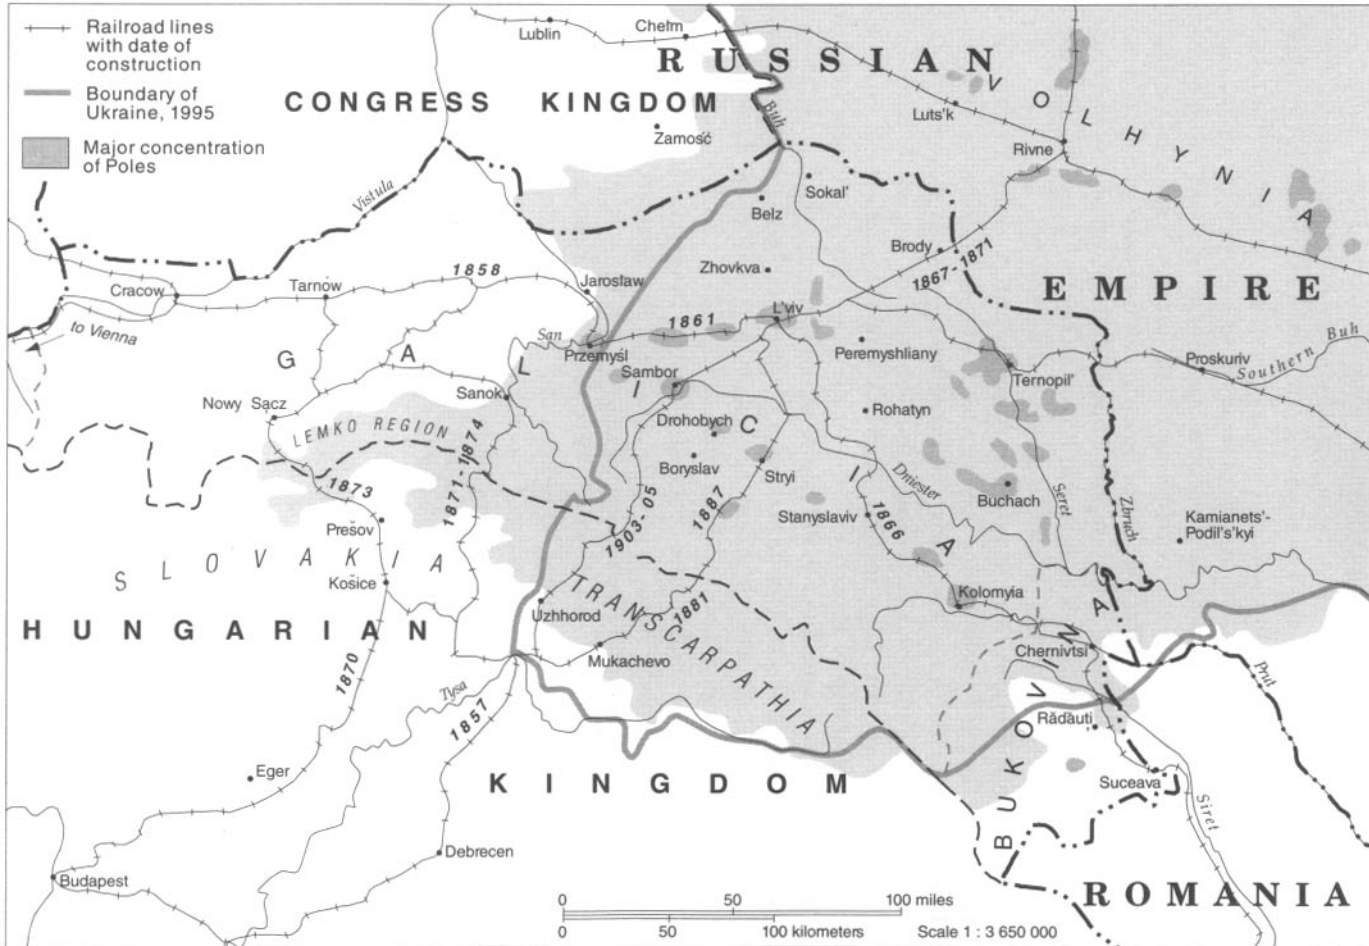 Railroad lines
with date of
construction
Boundary of
Ukraine, 1995
Major concentration
of Poles
Lublin
Chełm
RUSSIAN
CONGRESS KINGDOM
Buh
Zamość
Luts'k
VOLHYNIA
Rivne
Vistula
Sokal'
Belz
Brody
1867-1871
Zhovkva
EMPIRE
1858
Cracow
Tarnów
Jarosław
to Vienna
San
1861
L'viv
Przemyśl
Peremyshliany
Proskuriv
Southern Buh
GALICIA
Sambor
Ternopil'
Sanok
Nowy Sącz
Rohatyn
Drohobych
LEMKO REGION
Boryslav
Stryi
Dniester
Seret
Buchach
Zbruch
1873
1871-1874
1887
Stanyslaviv
1866
Kamianets'-
Podil's'kyi
Prešov
1903-05
SLOVAKIA
Košice
TRANSCARPATHIA
Kolomyia
Uzhhorod
1881
HUNGARIAN
Mukachevo
Chernivtsi
1870
Tysa
Prut
1857
BUKOVINA
Rădăuți
Eger
KINGDOM
Suceava
Siret
Debrecen
Budapest
ROMANIA
0 50 100 miles
0 50 100 kilometers
Scale 1 : 3 650 000